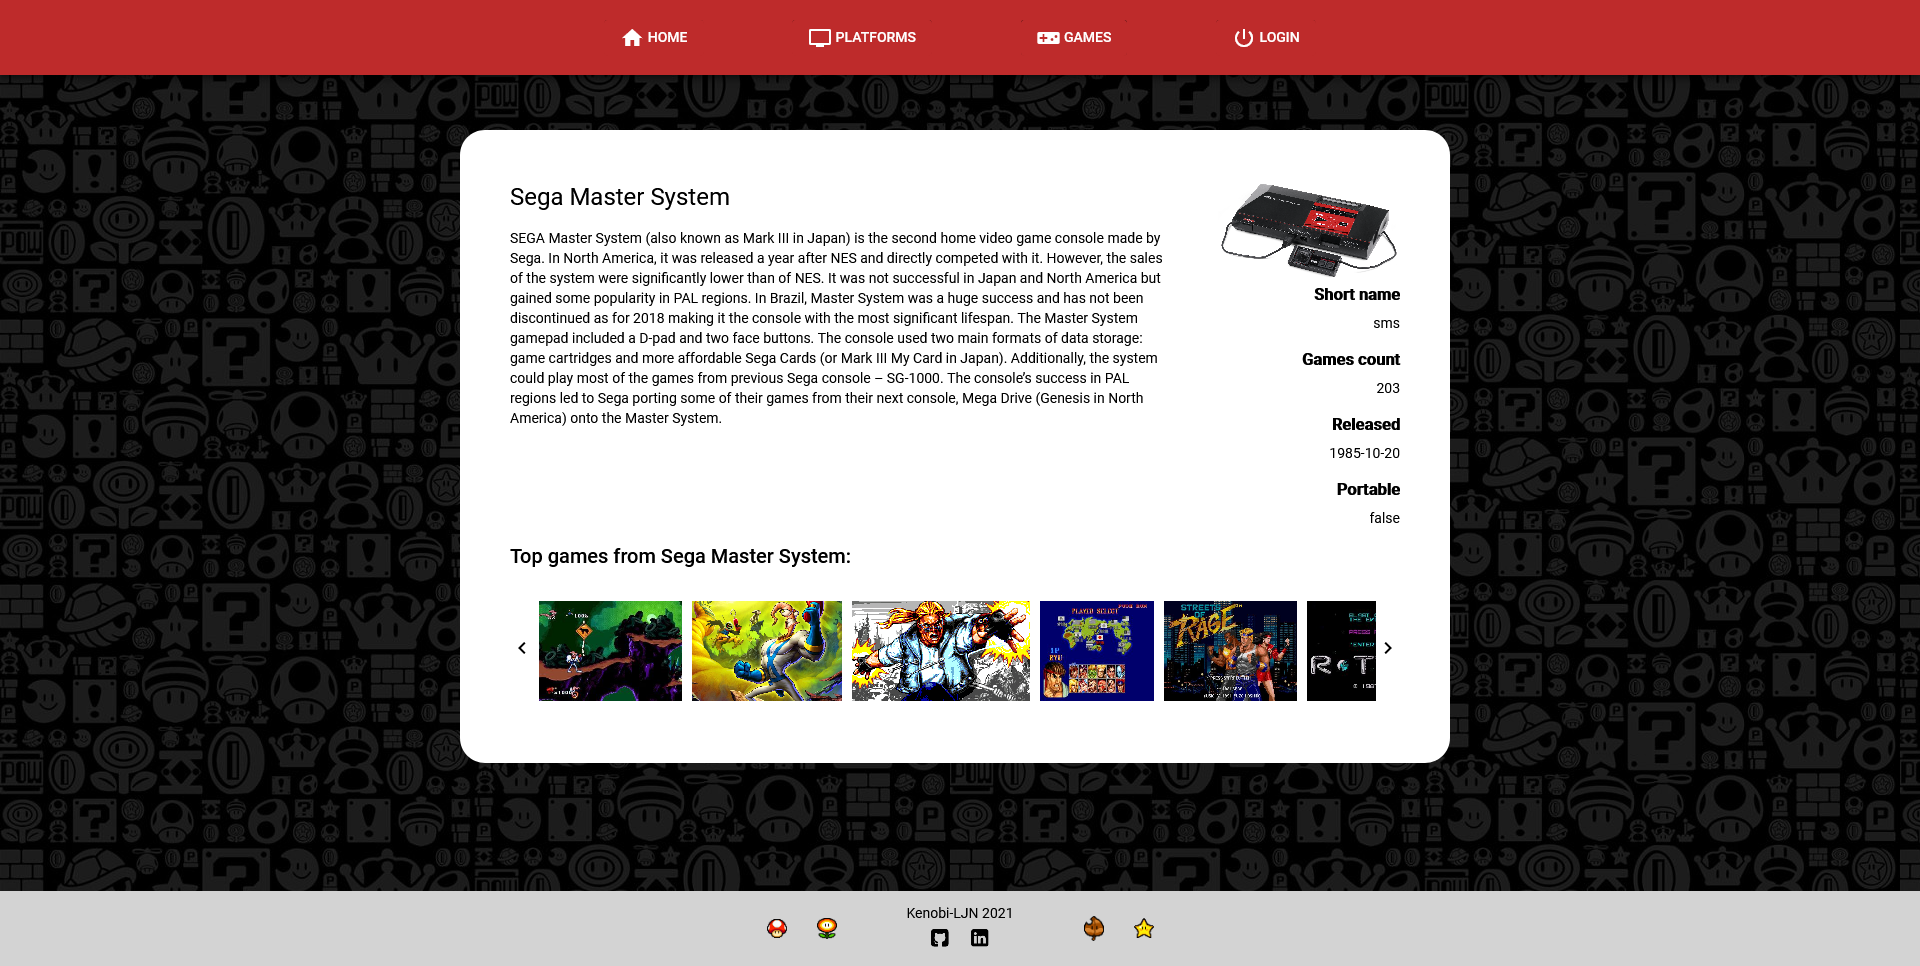 HOME
PLATFORMS
GAMES
LOGIN
Sega Master System
SEGA Master System (also known as Mark III in Japan) is the second home video game console made by
Sega. In North America, it was released a year after NES and directly competed with it. However, the sales
of the system were significantly lower than of NES. It was not successful in Japan and North America but
gained some popularity in PAL regions. In Brazil, Master System was a huge success and has not been
discontinued as for 2018 making it the console with the most significant lifespan. The Master System
gamepad included a D-pad and two face buttons. The console used two main formats of data storage:
game cartridges and more affordable Sega Cards (or Mark III My Card in Japan). Additionally, the system
could play most of the games from previous Sega console – SG-1000. The console’s success in PAL
regions led to Sega porting some of their games from their next console, Mega Drive (Genesis in North
America) onto the Master System.
Short name
sms
Games count
203
Released
1985-10-20
Portable
false
Top games from Sega Master System:
PLAYER SELECT
STREETS
OF
RAGE
Kenobi-LJN 2021